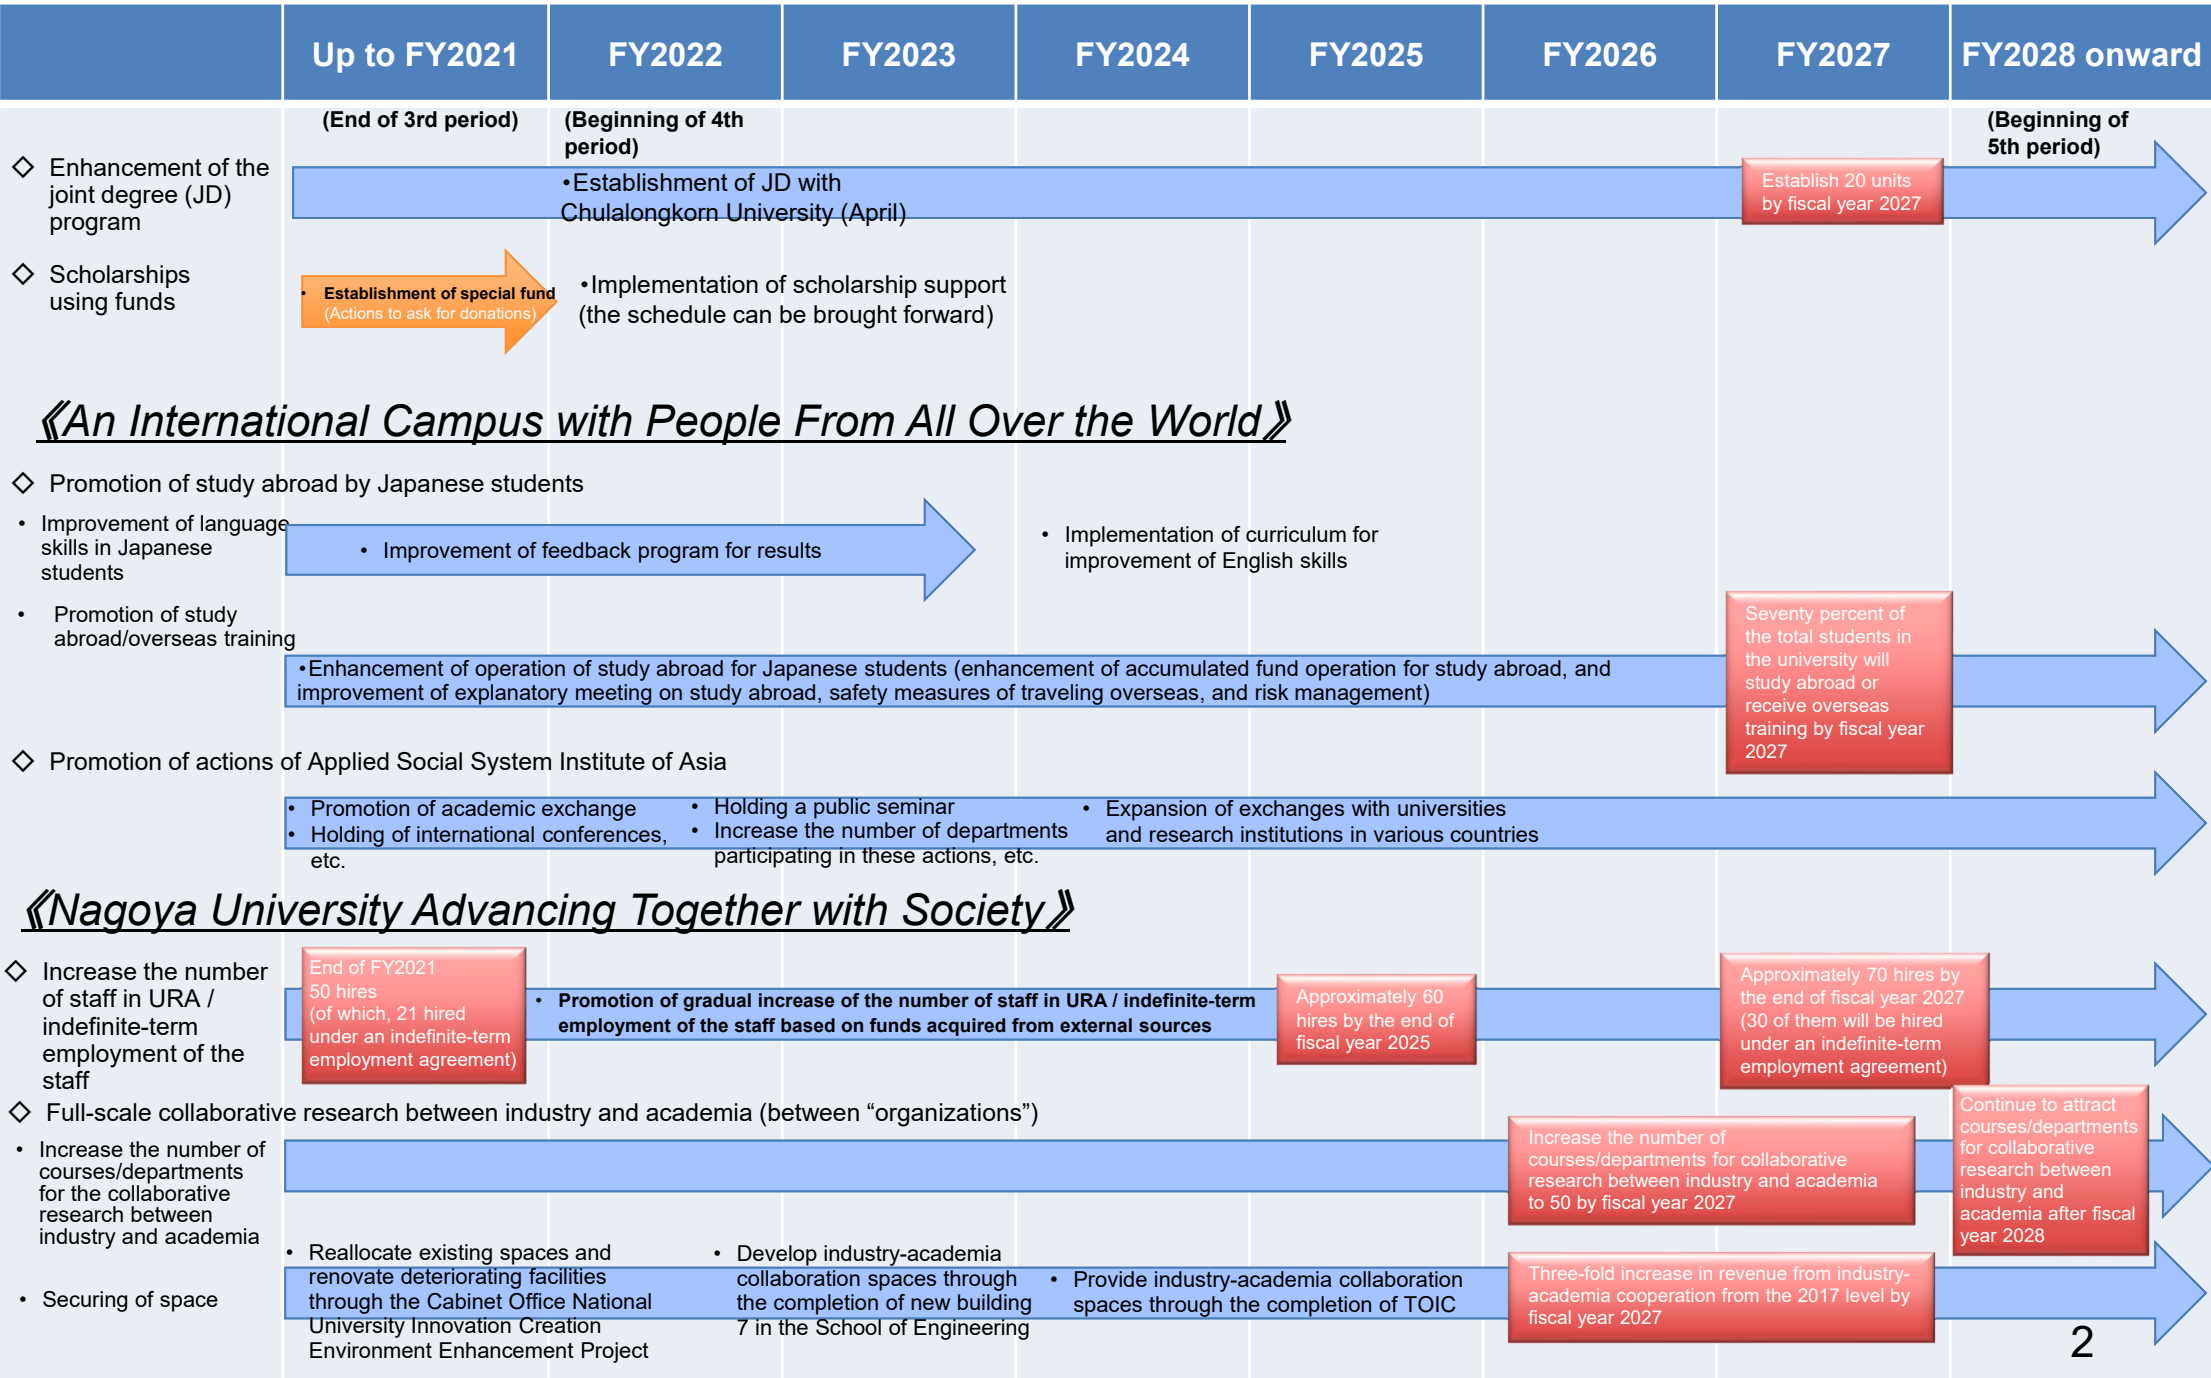 Up to FY2021
FY2022
FY2023
FY2024
FY2025
FY2026
FY2027
FY2028 onward
(End of 3rd period)
(Beginning of 4th
period)
(Beginning of
5th period)
◇ Enhancement of the
joint degree (JD)
program
•Establishment of JD with
Chulalongkorn University (April)
Establish 20 units
by fiscal year 2027
◇ Scholarships
using funds
• Establishment of special fund
(Actions to ask for donations)
•Implementation of scholarship support
(the schedule can be brought forward)
《An International Campus with People From All Over the World》
◇ Promotion of study abroad by Japanese students
• Improvement of language
skills in Japanese
students
• Improvement of feedback program for results
• Implementation of curriculum for
improvement of English skills
• Promotion of study
abroad/overseas training
•Enhancement of operation of study abroad for Japanese students (enhancement of accumulated fund operation for study abroad, and
improvement of explanatory meeting on study abroad, safety measures of traveling overseas, and risk management)
Seventy percent of
the total students in
the university will
study abroad or
receive overseas
training by fiscal year
2027
◇ Promotion of actions of Applied Social System Institute of Asia
• Promotion of academic exchange
• Holding of international conferences,
etc.
• Holding a public seminar
• Increase the number of departments
participating in these actions, etc.
• Expansion of exchanges with universities
and research institutions in various countries
《Nagoya University Advancing Together with Society》
◇ Increase the number
of staff in URA /
indefinite-term
employment of the
staff
End of FY2021
50 hires
(of which, 21 hired
under an indefinite-term
employment agreement)
• Promotion of gradual increase of the number of staff in URA / indefinite-term
employment of the staff based on funds acquired from external sources
Approximately 60
hires by the end of
fiscal year 2025
Approximately 70 hires by
the end of fiscal year 2027
(30 of them will be hired
under an indefinite-term
employment agreement)
◇ Full-scale collaborative research between industry and academia (between “organizations”)
• Increase the number of
courses/departments
for the collaborative
research between
industry and academia
Increase the number of
courses/departments for collaborative
research between industry and academia
to 50 by fiscal year 2027
Continue to attract
courses/departments
for collaborative
research between
industry and
academia after fiscal
year 2028
• Securing of space
• Reallocate existing spaces and
renovate deteriorating facilities
through the Cabinet Office National
University Innovation Creation
Environment Enhancement Project
• Develop industry-academia
collaboration spaces through
the completion of new building
7 in the School of Engineering
• Provide industry-academia collaboration
spaces through the completion of TOIC
Three-fold increase in revenue from industry-
academia cooperation from the 2017 level by
fiscal year 2027
2